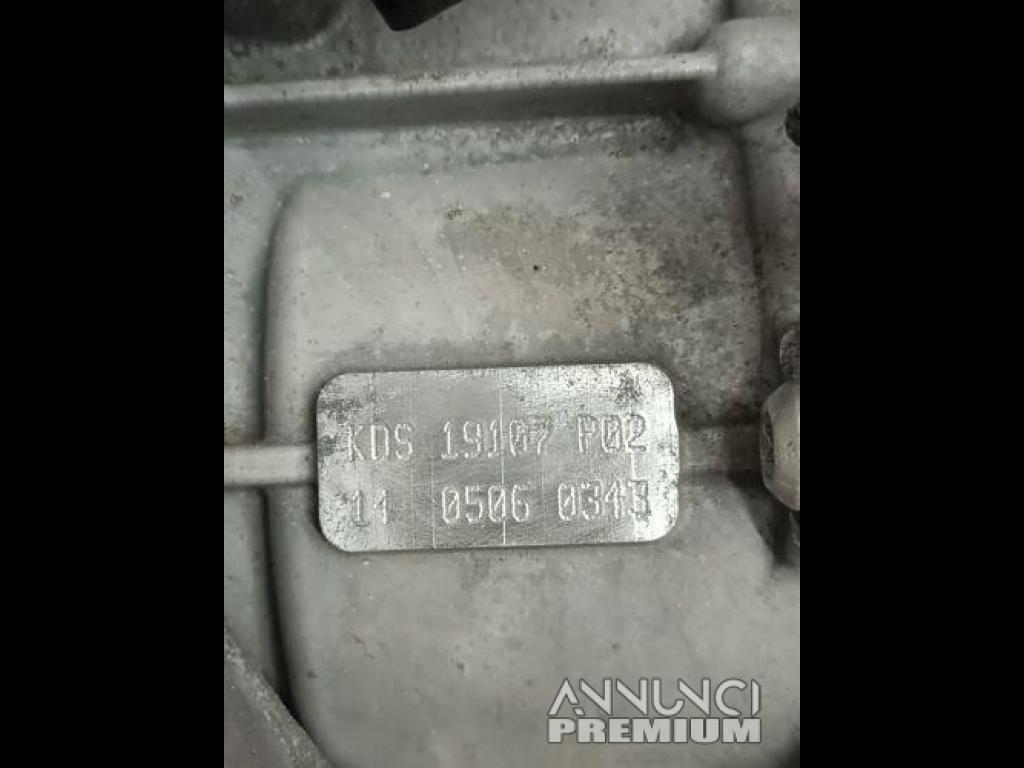 KDS 19107 P02
14 0506 0343
ANNUNCI
PREMIUM